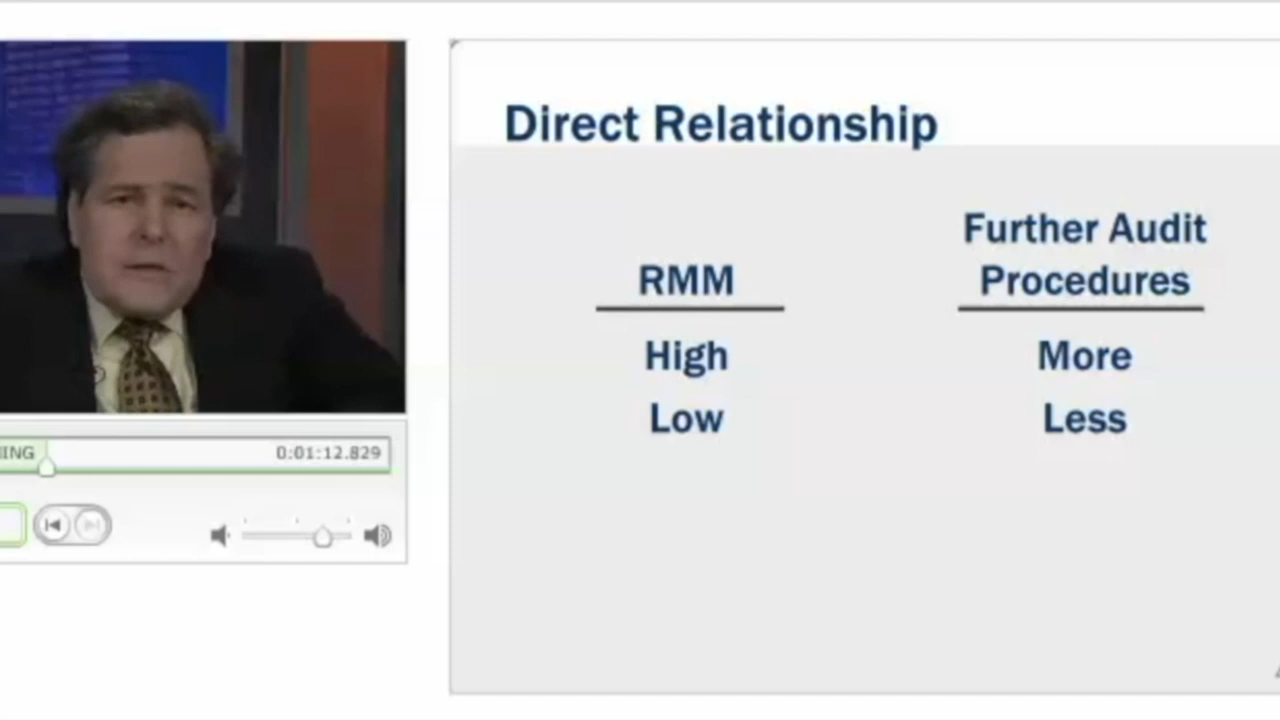 Direct Relationship
RMM
Further Audit
Procedures
High
More
Low
Less
ING
0:01:12.829